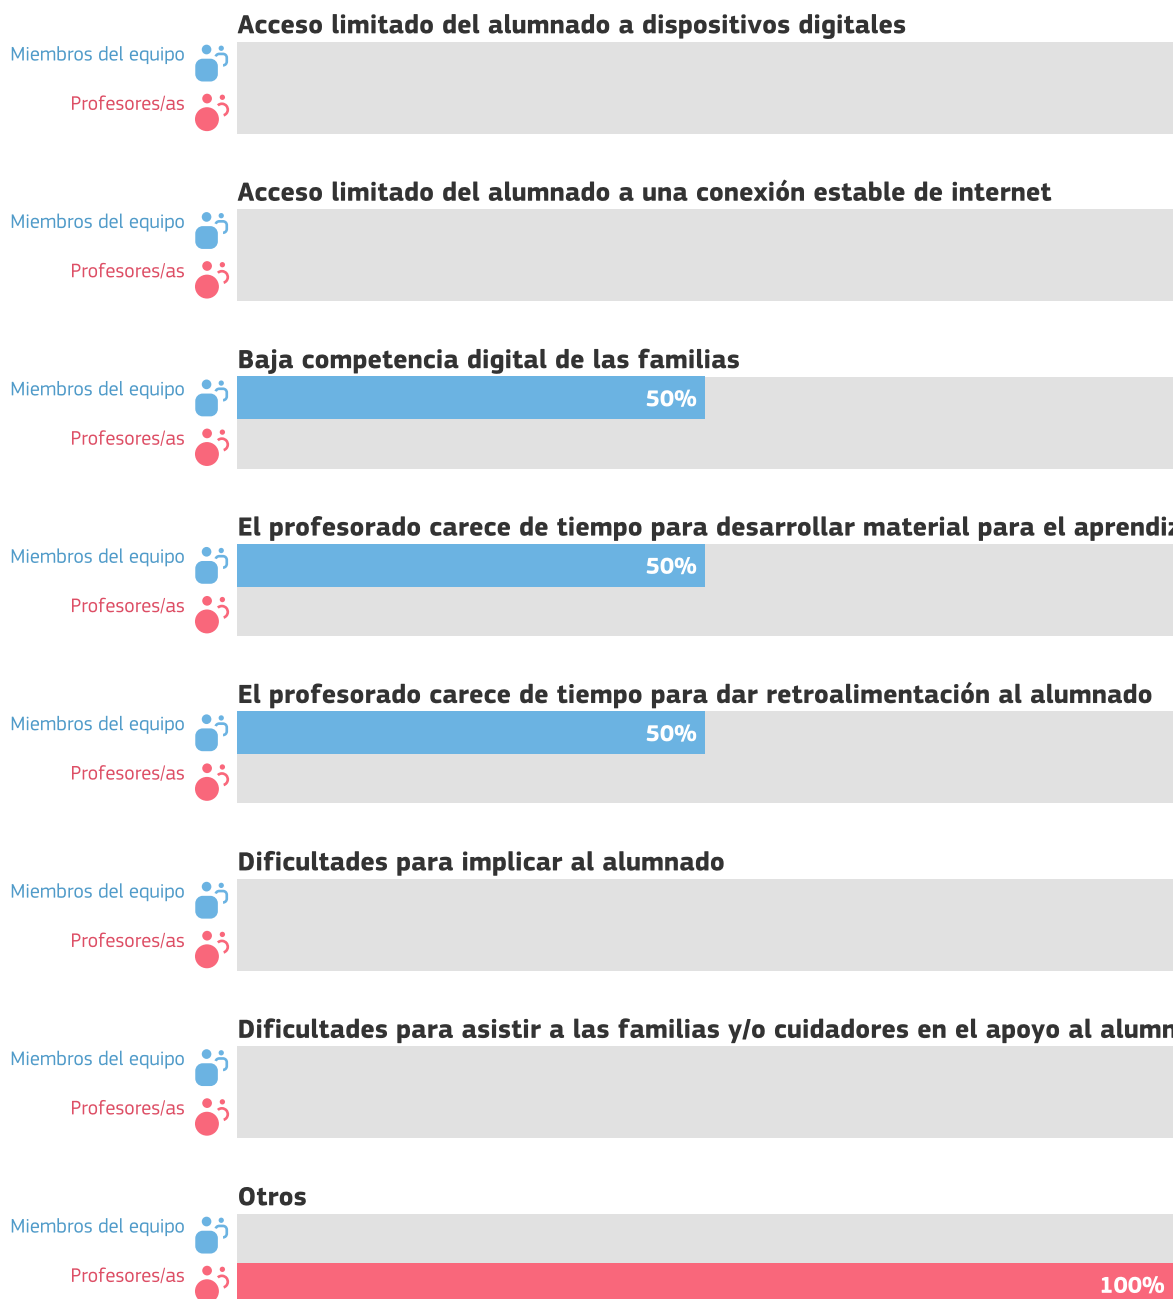 Acceso limitado del alumnado a dispositivos digitales
Miembros del equipo
Profesores/as
Acceso limitado del alumnado a una conexión estable de internet
Miembros del equipo
Profesores/as
Baja competencia digital de las familias
Miembros del equipo
50%
Profesores/as
El profesorado carece de tiempo para desarrollar material para el
Miembros del equipo
50%
Profesores/as
El profesorado carece de tiempo para dar retroalimentación al alumnado
Miembros del equipo
50%
Profesores/as
Dificultades para implicar al alumnado
Miembros del equipo
Profesores/as
Dificultades para asistir a las familias y/o cuidadores en el apoyo al
Miembros del equipo
Profesores/as
Otros
Miembros del equipo
Profesores/as
100%